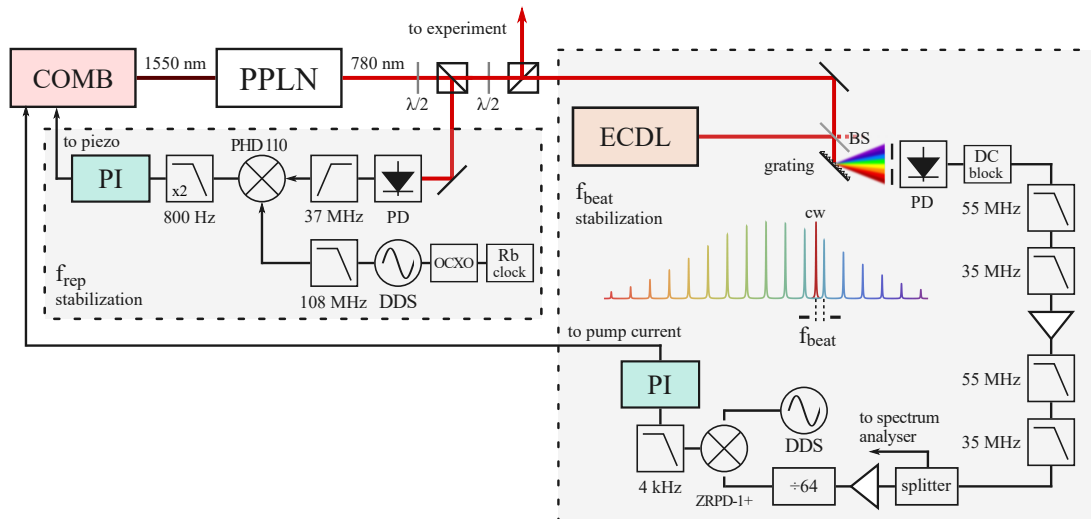 to experiment
COMB
1550 nm
PPLN
780 nm
λ/2
λ/2
to piezo
PI
x2
800 Hz
PHD 110
37 MHz
PD
108 MHz
DDS
OCXO
Rb
clock
f_rep
stabilization
ECDL
BS
grating
PD
DC
block
f_beat
stabilization
cw
f_beat
55 MHz
35 MHz
55 MHz
35 MHz
to pump current
PI
4 kHz
ZRPD-1+
DDS
÷64
to spectrum
analyser
splitter